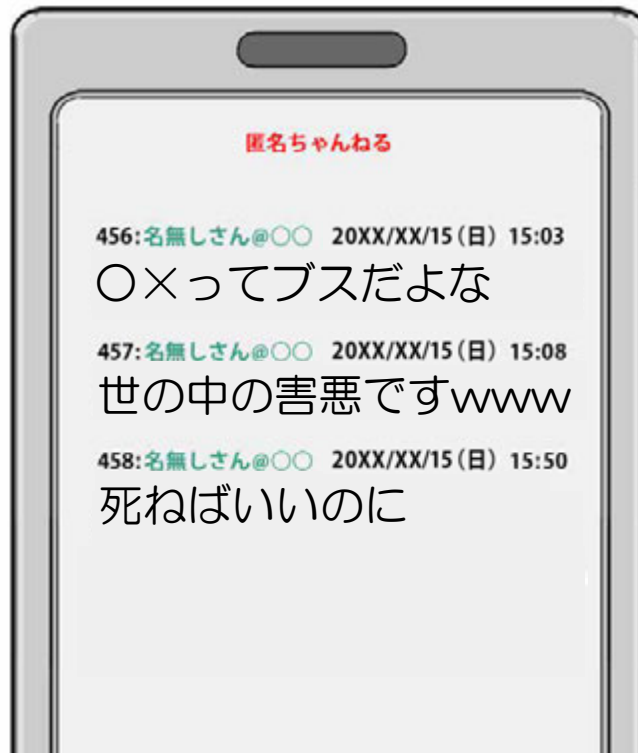 匿名ちゃんねる
456:名無しさん@〇〇 20XX/XX/15(日) 15:03
〇×ってブスだよな
457:名無しさん@〇〇 20XX/XX/15(日) 15:08
世の中の害悪ですwww
458:名無しさん@〇〇 20XX/XX/15(日) 15:50
死ねばいいのに